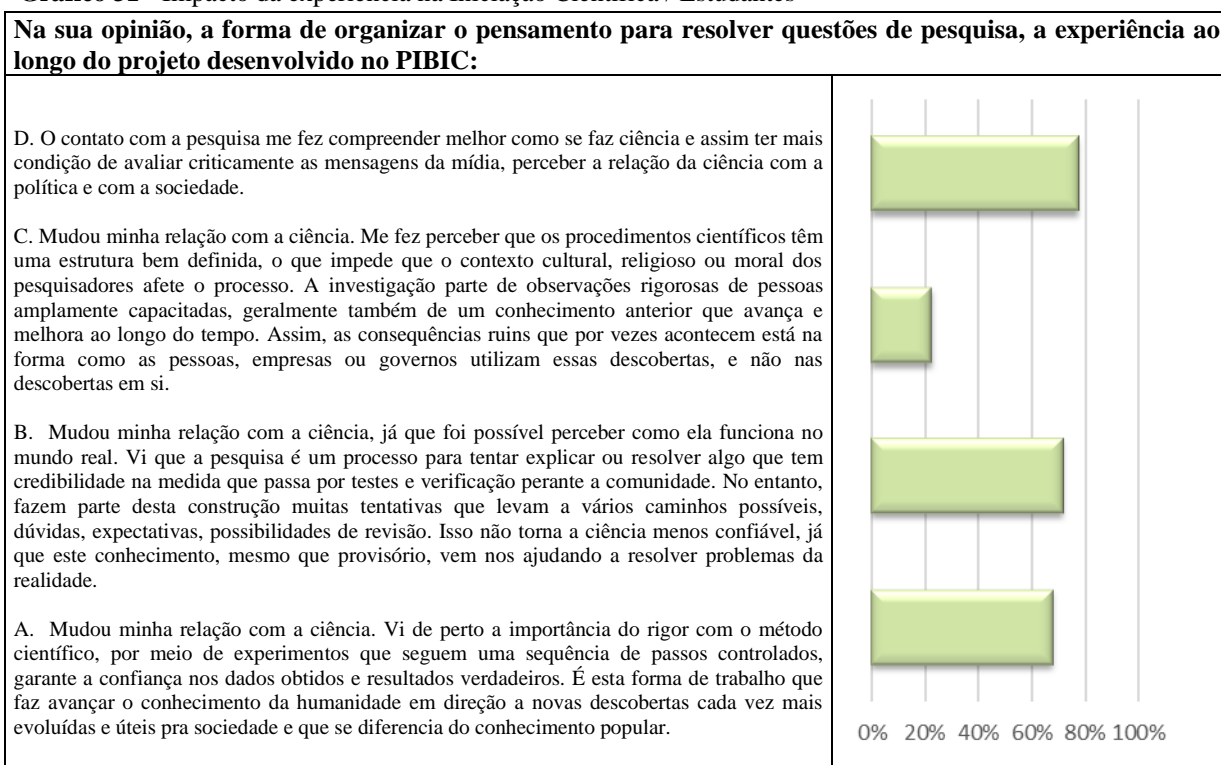 Na sua opinião, a forma de organizar o pensamento para resolver questões de pesquisa, a experiência ao
longo do projeto desenvolvido no PIBIC:
D. O contato com a pesquisa me fez compreender melhor como se faz ciência e assim ter mais
condição de avaliar criticamente as mensagens da mídia, perceber a relação da ciência com a
política e com a sociedade.
C. Mudou minha relação com a ciência. Me fez perceber que os procedimentos científicos têm
uma estrutura bem definida, o que impede que o contexto cultural, religioso ou moral dos
pesquisadores afete o processo. A investigação parte de observações rigorosas de pessoas
amplamente capacitadas, geralmente também de um conhecimento anterior que avança e
melhora ao longo do tempo. Assim, as consequências ruins que por vezes acontecem está na
forma como as pessoas, empresas ou governos utilizam essas descobertas, e não nas
descobertas em si.
B. Mudou minha relação com a ciência, já que foi possível perceber como ela funciona no
mundo real. Vi que a pesquisa é um processo para tentar explicar ou resolver algo que tem
credibilidade na medida que passa por testes e verificação perante a comunidade. No entanto,
fazem parte desta construção muitas tentativas que levam a vários caminhos possíveis,
dúvidas, expectativas, possibilidades de revisão. Isso não torna a ciência menos confiável, já
que este conhecimento, mesmo que provisório, vem nos ajudando a resolver problemas da
realidade.
A. Mudou minha relação com a ciência. Vi de perto a importância do rigor com o método
científico, por meio de experimentos que seguem uma sequência de passos controlados,
garante a confiança nos dados obtidos e resultados verdadeiros. É esta forma de trabalho que
faz avançar o conhecimento da humanidade em direção a novas descobertas cada vez mais
evoluídas e úteis pra sociedade e que se diferencia do conhecimento popular.
0% 20% 40% 60% 80% 100%